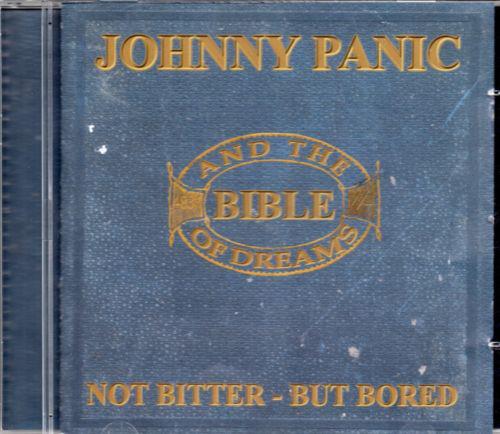 JOHNNY PANIC
AND THE
BIBLE
OF DREAMS
NOT BITTER - BUT BORED